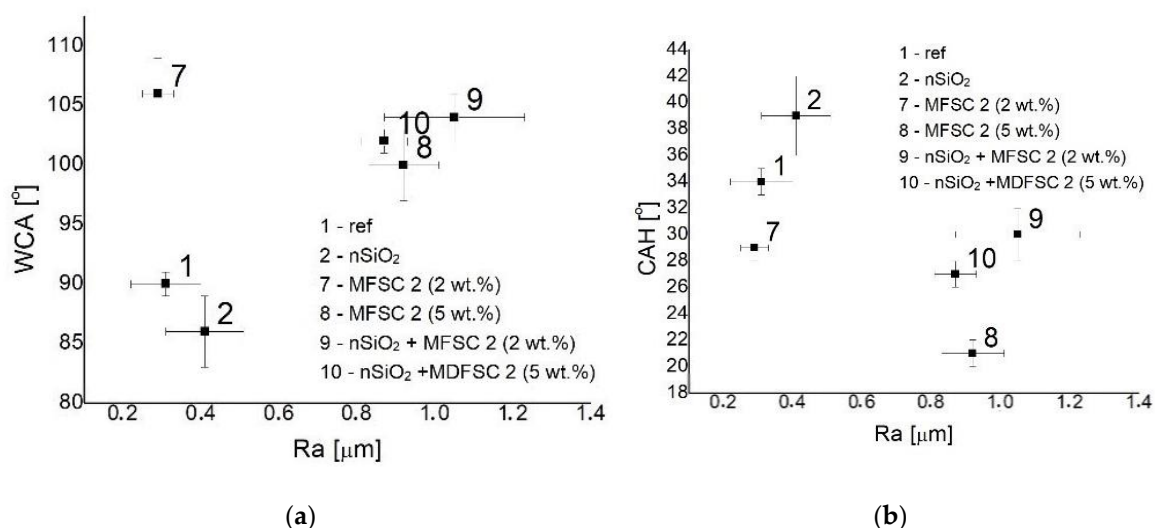 110
105
100
95
90
85
80
WCA [°]
7
10
9
8
1
2
1 - ref
2 - nSiO₂
7 - MFSC 2 (2 wt.%)
8 - MFSC 2 (5 wt.%)
9 - nSiO₂ + MFSC 2 (2 wt.%)
10 - nSiO₂ +MDFSC 2 (5 wt.%)
0.2 0.4 0.6 0.8 1.0 1.2 1.4
Ra [μm]
(a)
44
42
40
38
36
34
32
30
28
26
24
22
20
18
CAH [°]
2
1
7
9
10
8
1 - ref
2 - nSiO₂
7 - MFSC 2 (2 wt.%)
8 - MFSC 2 (5 wt.%)
9 - nSiO₂ + MFSC 2 (2 wt.%)
10 - nSiO₂ +MDFSC 2 (5 wt.%)
0.2 0.4 0.6 0.8 1.0 1.2 1.4
Ra [μm]
(b)